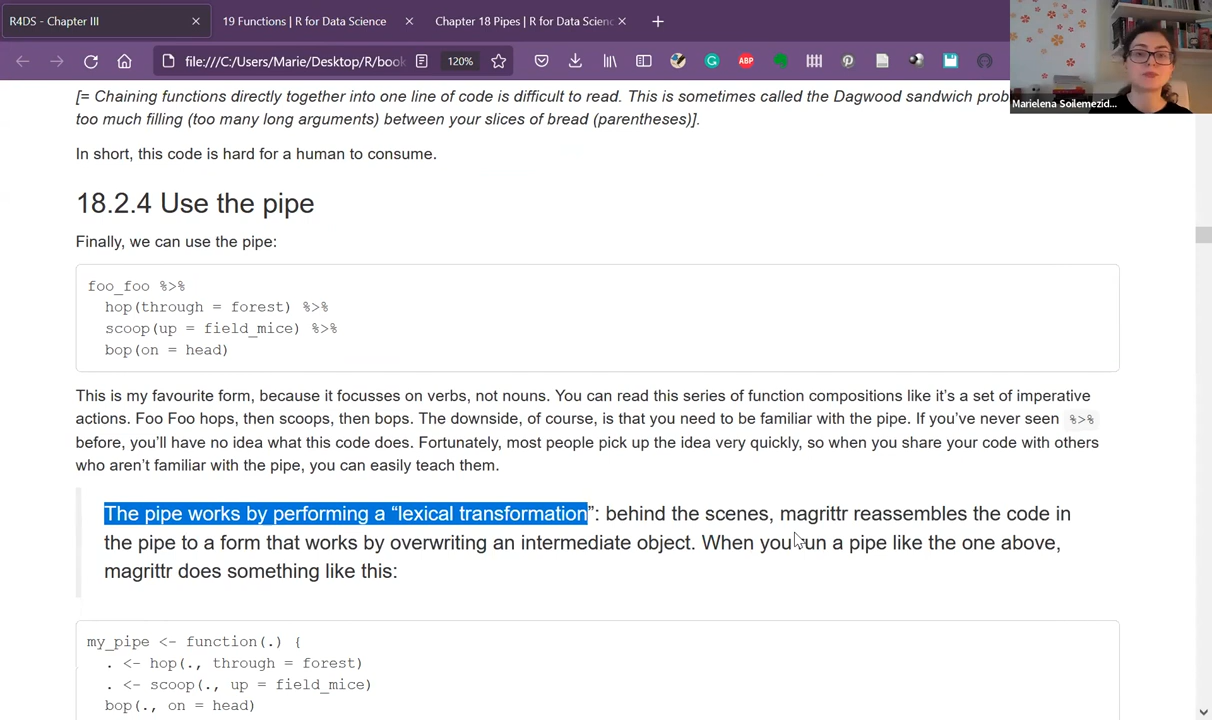 R4DS - Chapter III
19 Functions | R for Data Science
Chapter 18 Pipes | R for Data Scienc
file:///C:/Users/Marie/Desktop/R/book
120%
ABP
Marielena Soilemezid...
[= Chaining functions directly together into one line of code is difficult to read. This is sometimes called the Dagwood sandwich prob
too much filling (too many long arguments) between your slices of bread (parentheses)].
In short, this code is hard for a human to consume.
18.2.4 Use the pipe
Finally, we can use the pipe:
foo_foo %>%
hop(through = forest) %>%
scoop(up = field_mice) %>%
bop(on = head)
This is my favourite form, because it focusses on verbs, not nouns. You can read this series of function compositions like it's a set of imperative
actions. Foo Foo hops, then scoops, then bops. The downside, of course, is that you need to be familiar with the pipe. If you've never seen %>%
before, you'll have no idea what this code does. Fortunately, most people pick up the idea very quickly, so when you share your code with others
who aren't familiar with the pipe, you can easily teach them.
The pipe works by performing a “lexical transformation”: behind the scenes, magrittr reassembles the code in
the pipe to a form that works by overwriting an intermediate object. When you run a pipe like the one above,
magrittr does something like this:
my_pipe <- function(.) {
. <- hop(., through = forest)
. <- scoop(., up = field_mice)
bop(., on = head)